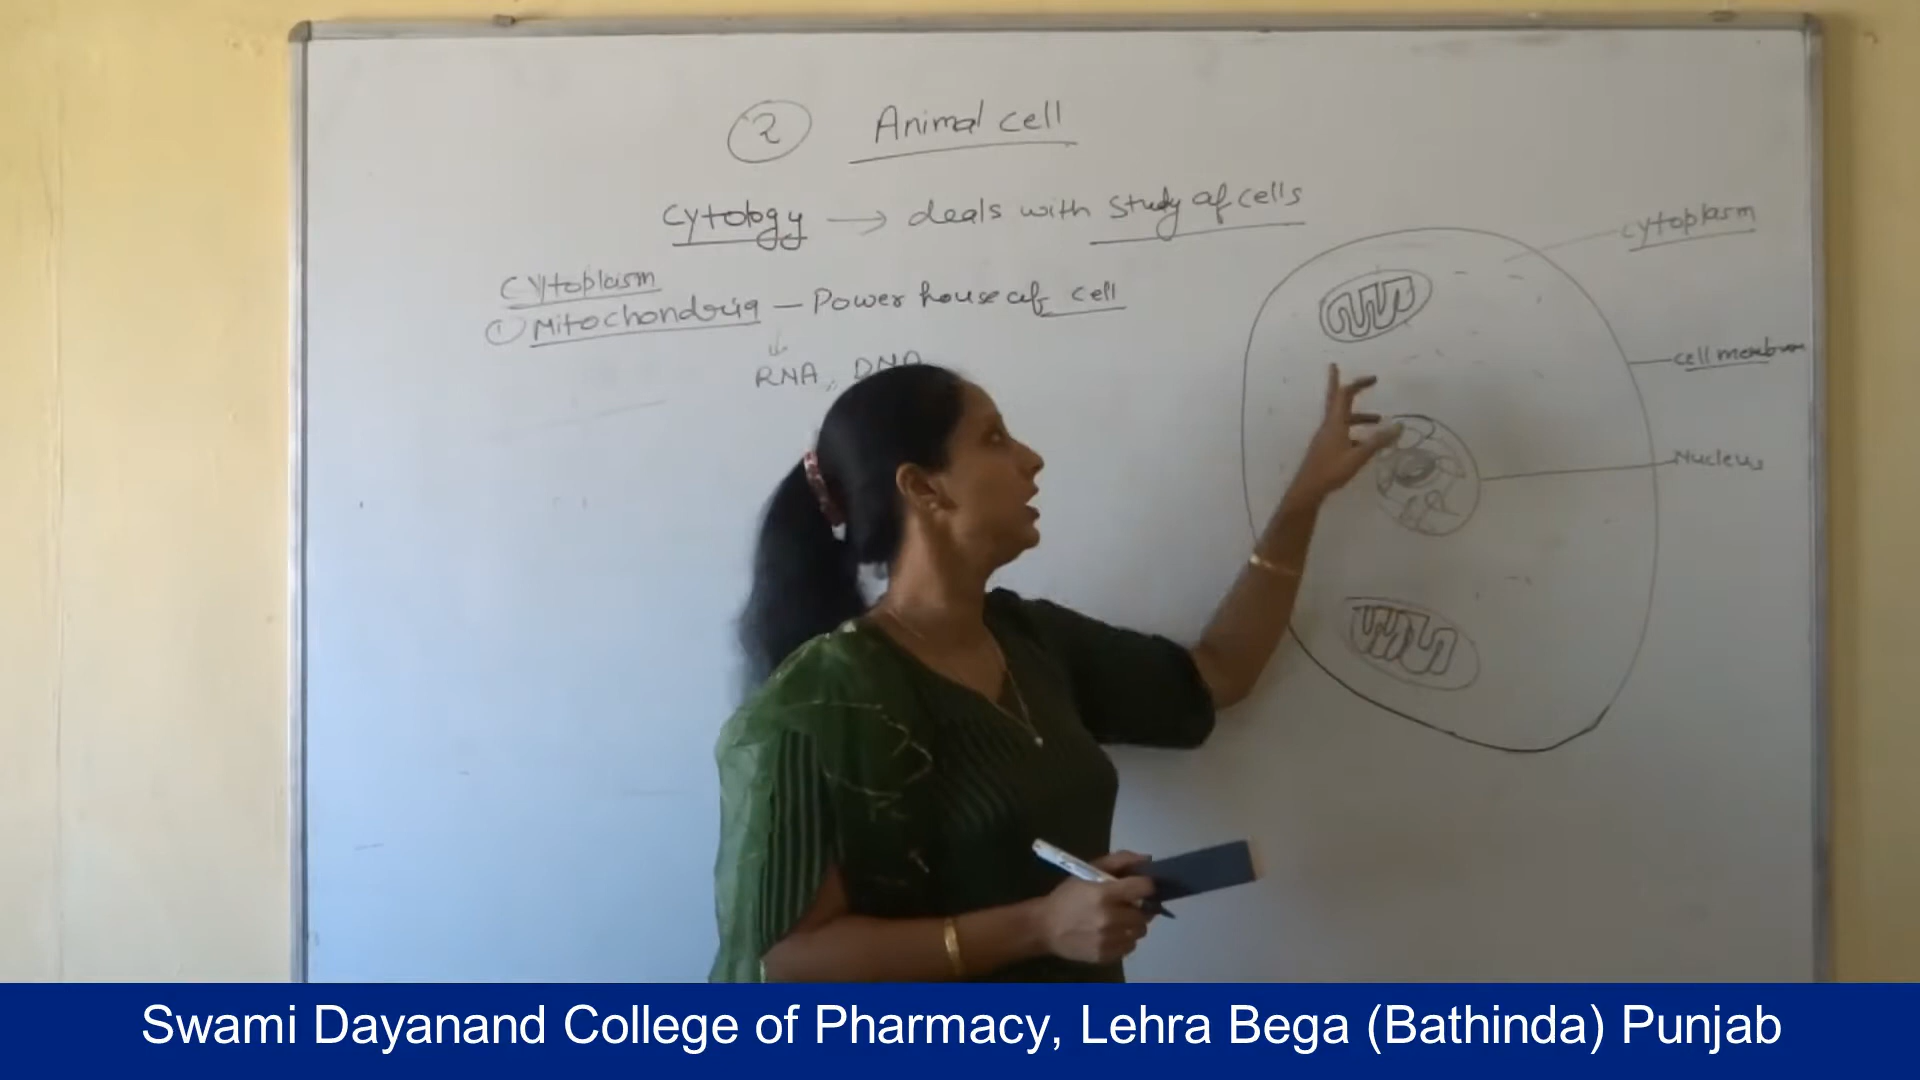 2 Animal cell
Cytology → deals with study of cells
Cytoplasm
① Mitochondria — Power house of cell
↓
RNA, DNA
cytoplasm
cell membran
Nucleus
Swami Dayanand College of Pharmacy, Lehra Bega (Bathinda) Punjab